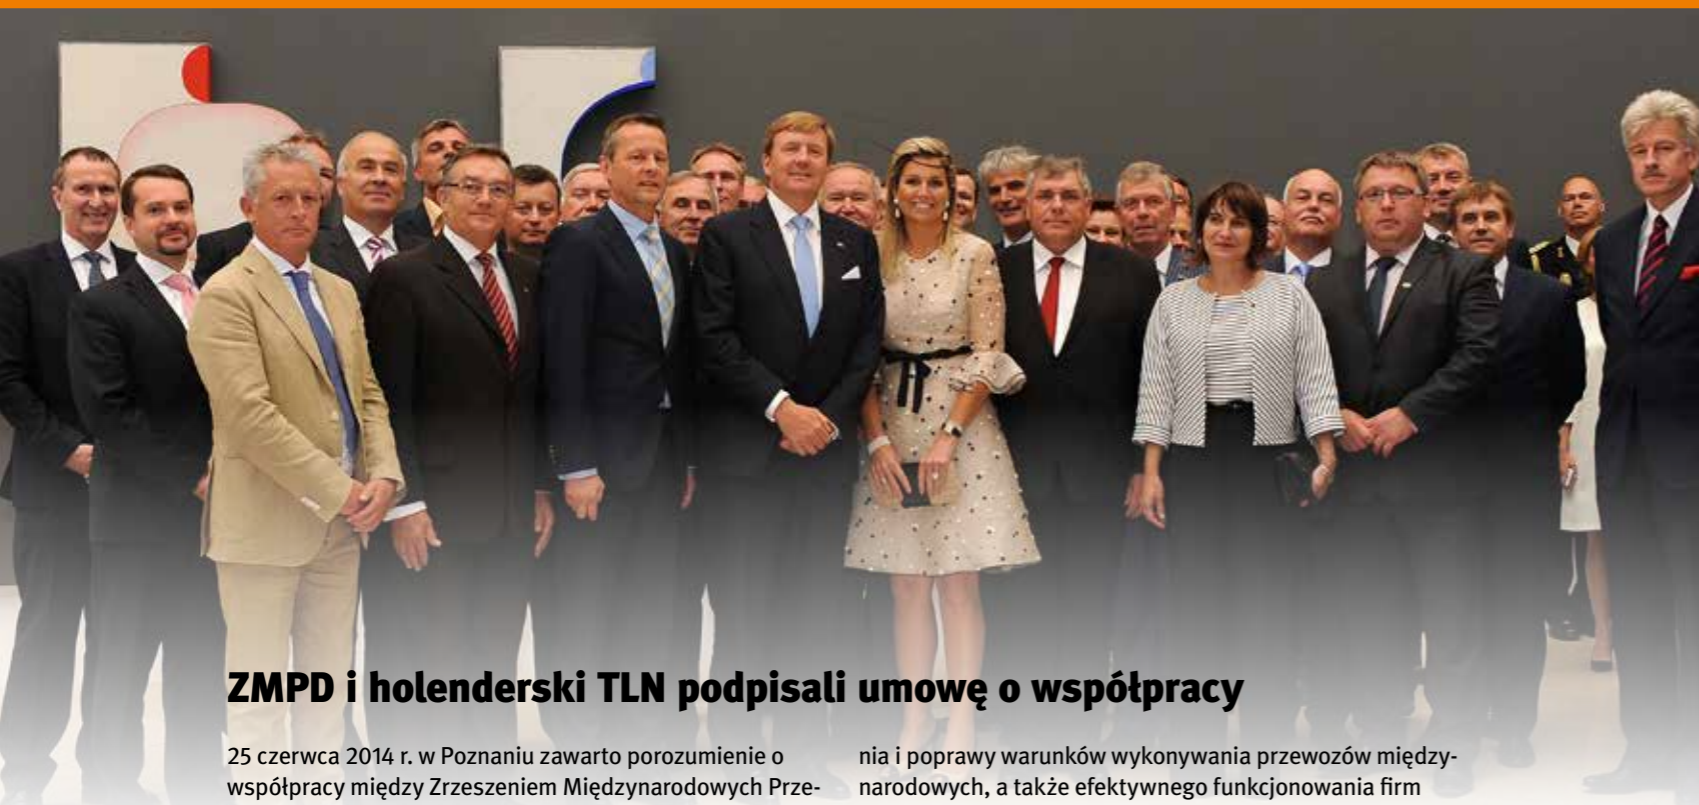 ZMPD i holenderski TLN podpisali umowę o współpracy
25 czerwca 2014 r. w Poznaniu zawarto porozumienie o
współpracy między Zrzeszeniem Międzynarodowych Prze-
nia i poprawy warunków wykonywania przewozów między-
narodowych, a także efektywnego funkcjonowania firm